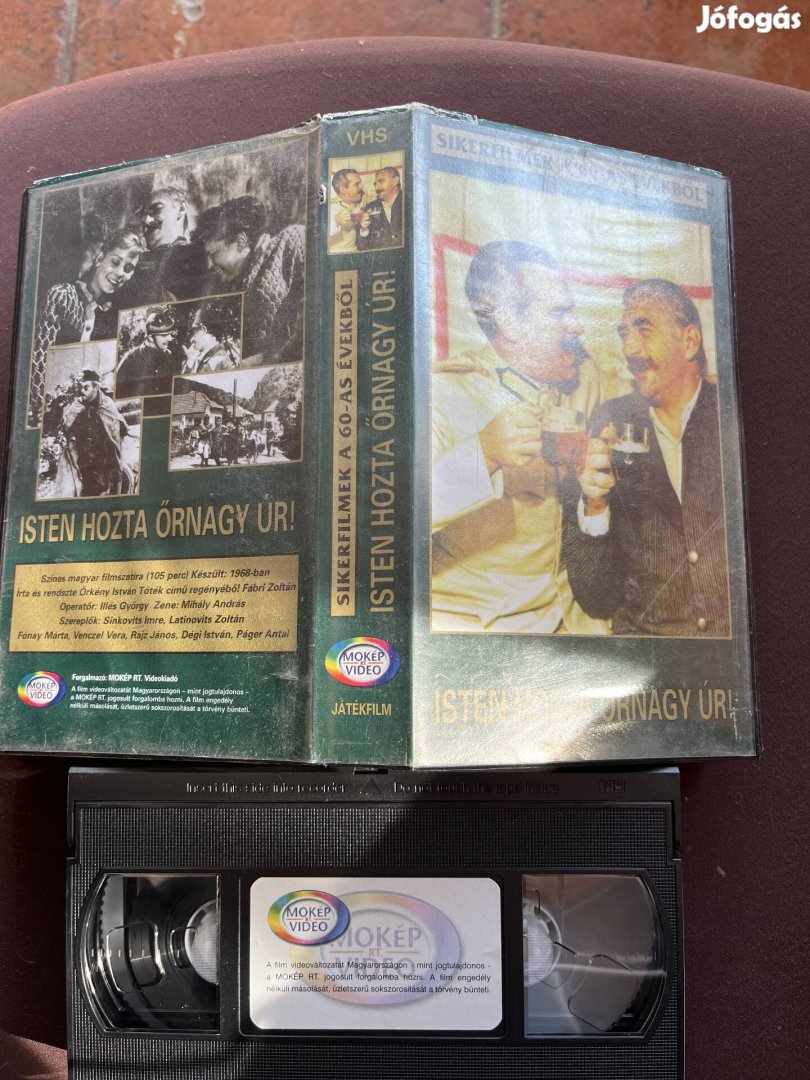 Jófogás
ISTEN HOZTA ŐRNAGY ÚR!
Színes magyar filmszatíra (105 perc) Készült: 1968-ban
Írta és rendezte Örkény István Tóték című regényéből Fábri Zoltán
Operatőr: Illés György Zene: Mihály András
Szereplők: Sinkovits Imre, Latinovits Zoltán
Fónay Márta, Venczel Vera, Rajz János, Dégi István, Páger Antal
MOKÉP
RT.
VIDEO
Forgalmazó: MOKÉP RT. Videokiadó
A film videováltozatát Magyarországon – mint jogtulajdonos -
a MOKÉP RT. jogosult forgalomba hozni. A film engedély
nélküli másolását, üzletszerű sokszorosítását a törvény bünteti.
VHS
SIKERFILMEK A 60-AS ÉVEKBŐL
ISTEN HOZTA ŐRNAGY ÚR!
MOKÉP
RT.
VIDEO
JÁTÉKFILM
SIKERFILMEK A 60-AS ÉVEKBŐL
ISTEN HOZTA ŐRNAGY ÚR!
Insert this side into recorder Do not touch the tape inside
VHS
MOKÉP
RT.
VIDEO
MOKÉP
RT.
VIDEO
A film videováltozatát Magyarországon – mint jogtulajdonos -
a MOKÉP RT. jogosult forgalomba hozni. A film engedély
nélküli másolását, üzletszerű sokszorosítását a törvény bünteti.